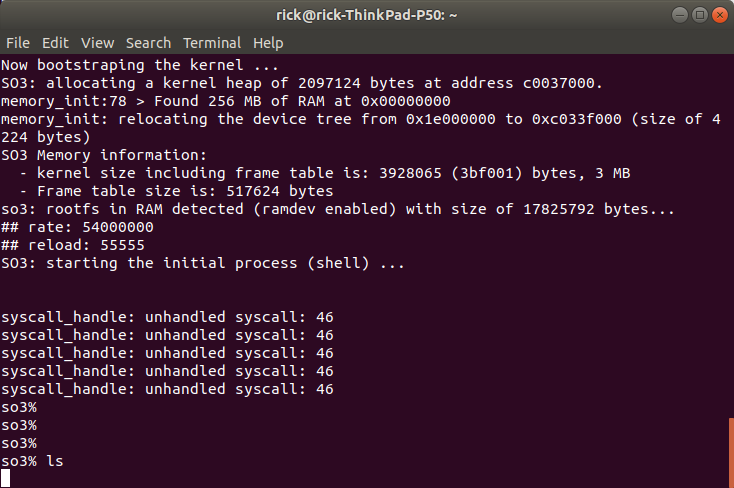 rick@rick-ThinkPad-P50: ~
File Edit View Search Terminal Help
Now bootstraping the kernel ...
SO3: allocating a kernel heap of 2097124 bytes at address c0037000.
memory_init:78 > Found 256 MB of RAM at 0x00000000
memory_init: relocating the device tree from 0x1e000000 to 0xc033f000 (size of 4
224 bytes)
SO3 Memory information:
  - kernel size including frame table is: 3928065 (3bf001) bytes, 3 MB
  - Frame table size is: 517624 bytes
so3: rootfs in RAM detected (ramdev enabled) with size of 17825792 bytes...
## rate: 54000000
## reload: 55555
SO3: starting the initial process (shell) ...
syscall_handle: unhandled syscall: 46
syscall_handle: unhandled syscall: 46
syscall_handle: unhandled syscall: 46
syscall_handle: unhandled syscall: 46
syscall_handle: unhandled syscall: 46
so3%
so3%
so3%
so3% ls